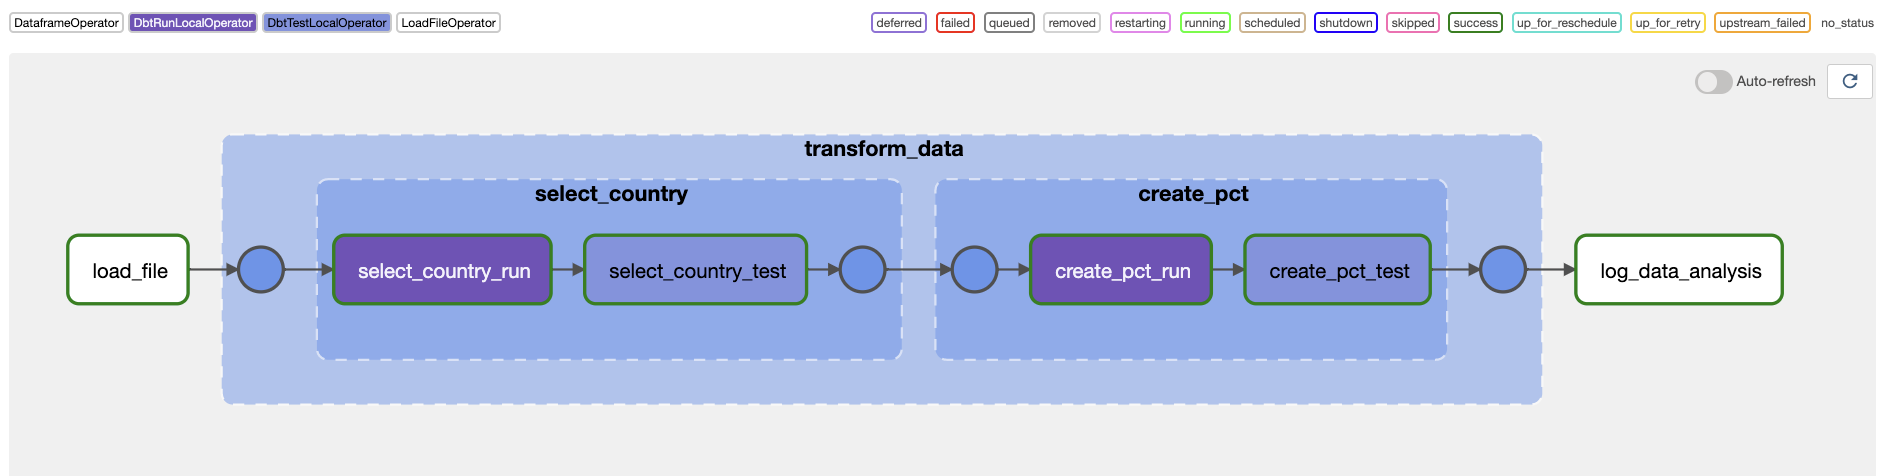 DataframeOperator DbtRunLocalOperator DbtTestLocalOperator LoadFileOperator deferred failed queued removed restarting running scheduled shutdown skipped success up_for_reschedule up_for_retry upstream_failed no_status
Auto-refresh
transform_data
select_country create_pct
load_file select_country_run select_country_test create_pct_run create_pct_test log_data_analysis